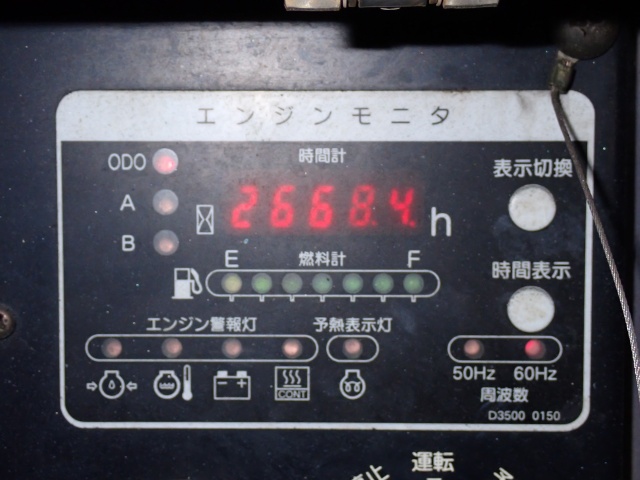 エンジンモニタ
ODO
時間計
表示切換
A
h
B
E
燃料計
F
時間表示
エンジン警報灯
予熱表示灯
CONT
50Hz 60Hz
周波数
D3500 0150
運転